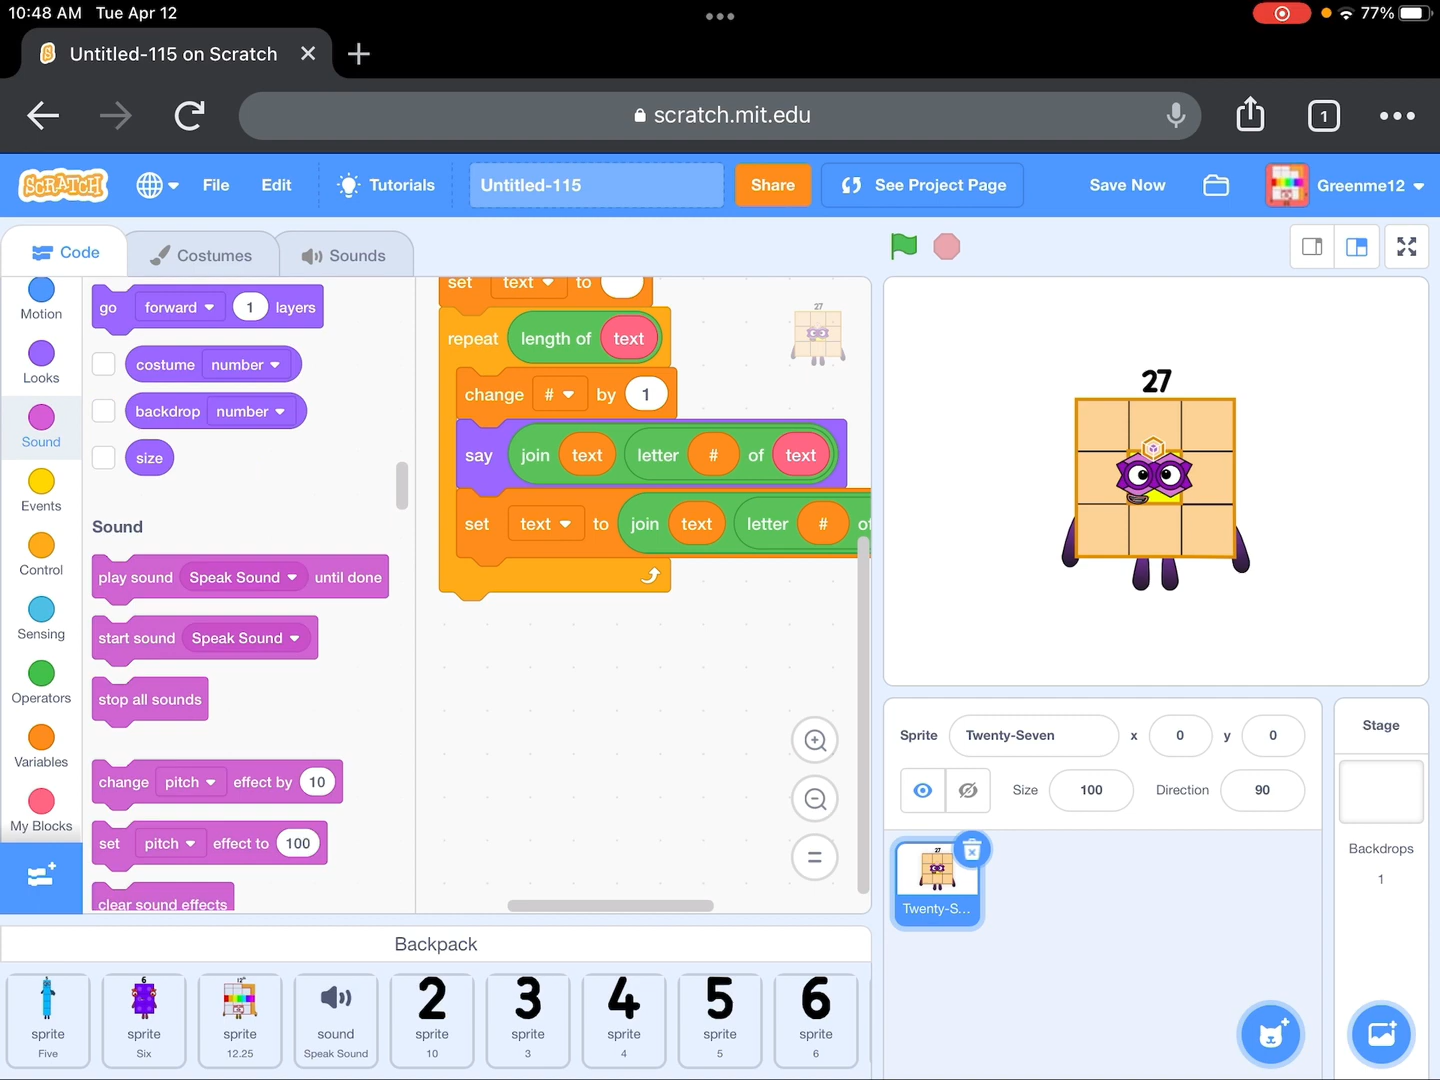 10:48 AM Tue Apr 12
77%
Untitled-115 on Scratch
scratch.mit.edu
1
SCRATCH
File
Edit
Tutorials
Untitled-115
Share
See Project Page
Save Now
Greenme12
Code
Costumes
Sounds
Motion
Looks
Sound
Events
Control
Sensing
Operators
Variables
My Blocks
go forward 1 layers
costume number
backdrop number
size
Sound
play sound Speak Sound until done
start sound Speak Sound
stop all sounds
change pitch effect by 10
set pitch effect to 100
clear sound effects
set text to
repeat length of text
change # by 1
say join text letter # of text
set text to join text letter # of
27
27
Sprite Twenty-Seven x 0 y 0
Size 100 Direction 90
27
Twenty-S...
Stage
Backdrops
1
Backpack
sprite
Five
6
sprite
Six
sprite
12.25
sound
Speak Sound
2
sprite
10
3
sprite
3
4
sprite
4
5
sprite
5
6
sprite
6